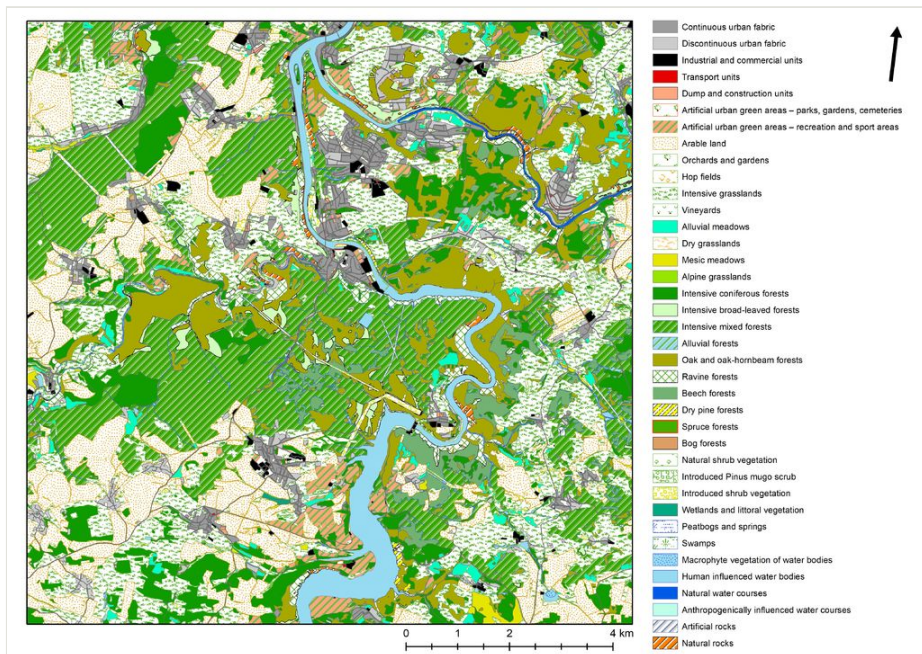 Continuous urban fabric
Discontinuous urban fabric
Industrial and commercial units
Transport units
Dump and construction units
Artificial urban green areas – parks, gardens, cemeteries
Artificial urban green areas – recreation and sport areas
Arable land
Orchards and gardens
Hop fields
Intensive grasslands
Vineyards
Alluvial meadows
Dry grasslands
Mesic meadows
Alpine grasslands
Intensive coniferous forests
Intensive broad-leaved forests
Intensive mixed forests
Alluvial forests
Oak and oak-hornbeam forests
Ravine forests
Beech forests
Dry pine forests
Spruce forests
Bog forests
Natural shrub vegetation
Introduced Pinus mugo scrub
Introduced shrub vegetation
Wetlands and littoral vegetation
Peatbogs and springs
Swamps
Macrophyte vegetation of water bodies
Human influenced water bodies
Natural water courses
Anthropogenically influenced water courses
Artificial rocks
Natural rocks
0 1 2 4 km